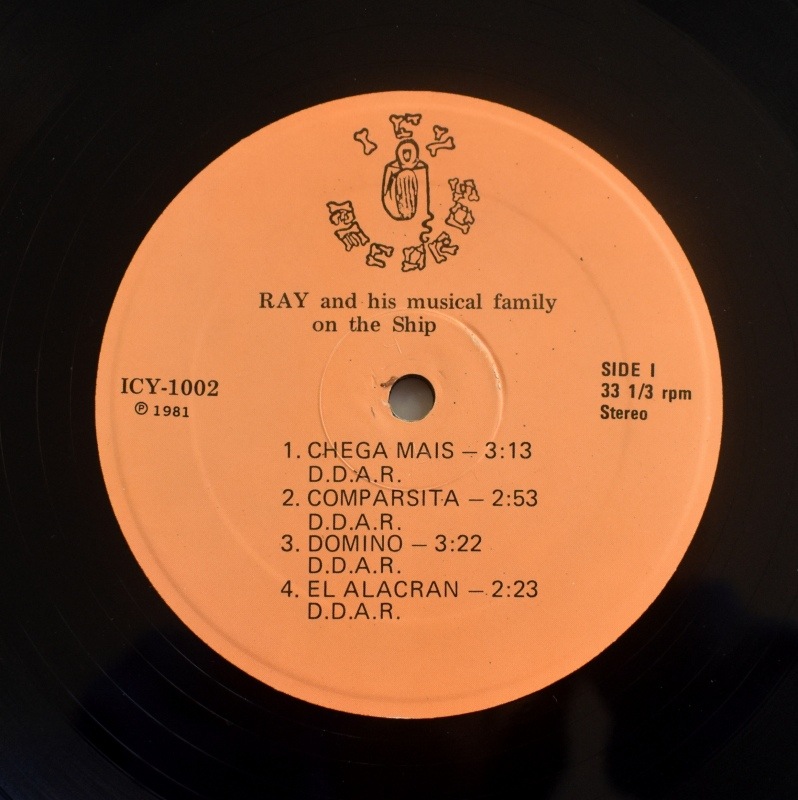 RAY and his musical family
on the Ship
ICY-1002
Ⓟ 1981
SIDE I
33 1/3 rpm
Stereo
1. CHEGA MAIS — 3:13
D.D.A.R.
2. COMPARSITA — 2:53
D.D.A.R.
3. DOMINO — 3:22
D.D.A.R.
4. EL ALACRAN — 2:23
D.D.A.R.